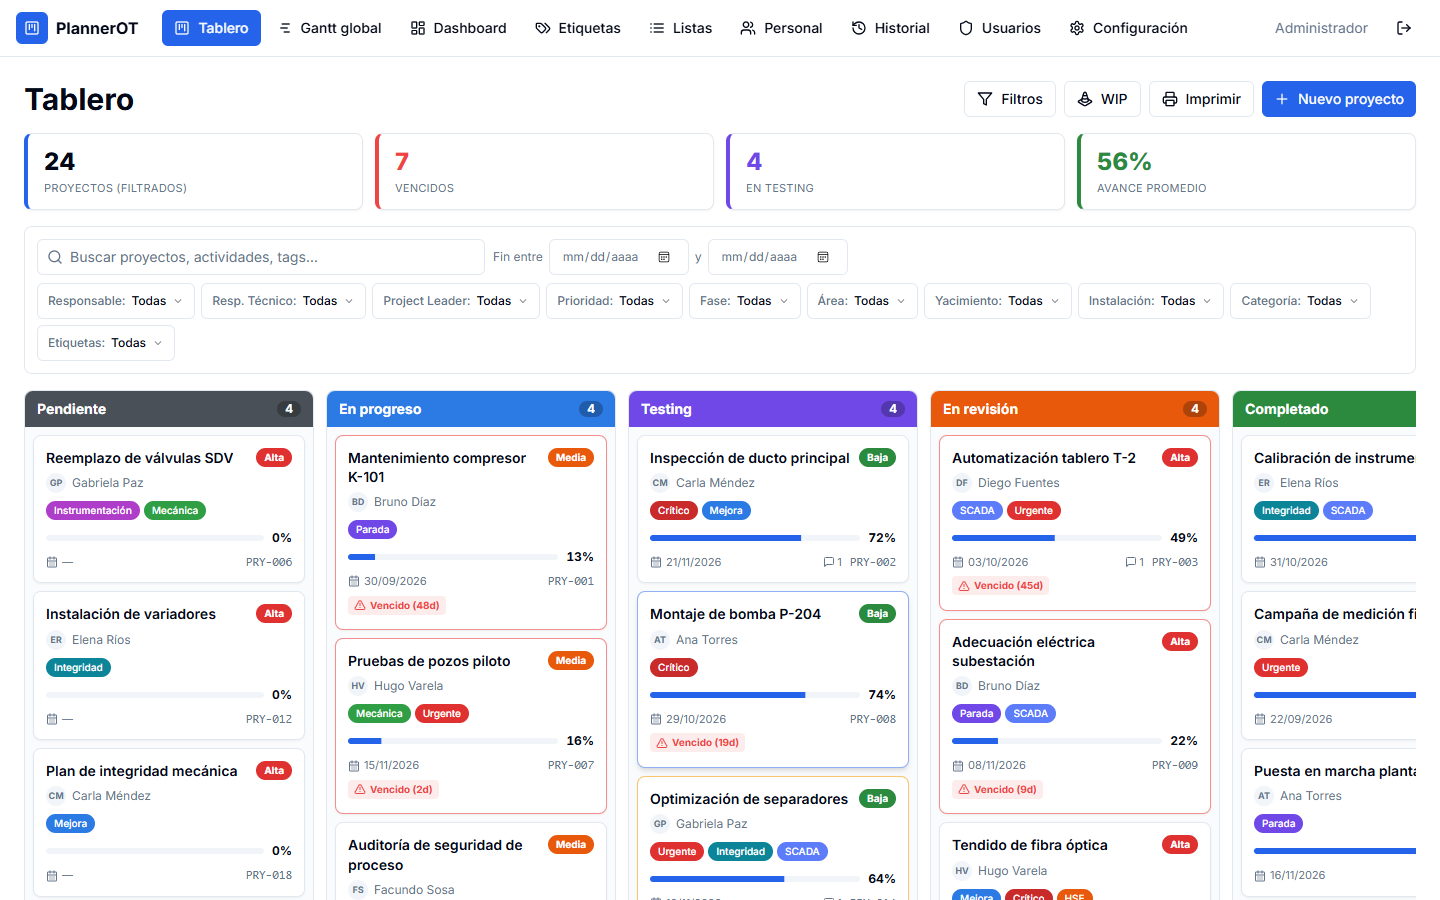 PlannerOT
Tablero
Gantt global
Dashboard
Etiquetas
Listas
Personal
Historial
Usuarios
Configuración
Administrador
Tablero
Filtros
WIP
Imprimir
Nuevo proyecto
24
PROYECTOS (FILTRADOS)
7
VENCIDOS
4
EN TESTING
56%
AVANCE PROMEDIO
Buscar proyectos, actividades, tags...
Fin entre mm/dd/aaaa y mm/dd/aaaa
Responsable: Todas
Resp. Técnico: Todas
Project Leader: Todas
Prioridad: Todas
Fase: Todas
Área: Todas
Yacimiento: Todas
Instalación: Todas
Categoría: Todas
Etiquetas: Todas
Pendiente 4
Reemplazo de válvulas SDV Alta
GP Gabriela Paz
Instrumentación Mecánica
0%
— PRY-006
Instalación de variadores Alta
ER Elena Ríos
Integridad
0%
— PRY-012
Plan de integridad mecánica Alta
CM Carla Méndez
Mejora
0%
— PRY-018
En progreso 4
Mantenimiento compresor Media
K-101
BD Bruno Díaz
Parada
13%
30/09/2026 PRY-001
Vencido (48d)
Pruebas de pozos piloto Media
HV Hugo Varela
Mecánica Urgente
16%
15/11/2026 PRY-007
Vencido (2d)
Auditoría de seguridad de Media
proceso
FS Facundo Sosa
Testing 4
Inspección de ducto principal Baja
CM Carla Méndez
Crítico Mejora
72%
21/11/2026 1 PRY-002
Montaje de bomba P-204 Baja
AT Ana Torres
Crítico
74%
29/10/2026 PRY-008
Vencido (19d)
Optimización de separadores Baja
GP Gabriela Paz
Urgente Integridad SCADA
64%
En revisión 4
Automatización tablero T-2 Alta
DF Diego Fuentes
SCADA Urgente
49%
03/10/2026 1 PRY-003
Vencido (45d)
Adecuación eléctrica Alta
subestación
BD Bruno Díaz
Parada SCADA
22%
08/11/2026 PRY-009
Vencido (9d)
Tendido de fibra óptica Alta
HV Hugo Varela
Mejora Crítico HSE
Completado
Calibración de instrume
ER Elena Ríos
Integridad SCADA
31/10/2026
Campaña de medición fi
CM Carla Méndez
Urgente
22/09/2026
Puesta en marcha planta
AT Ana Torres
Parada
16/11/2026